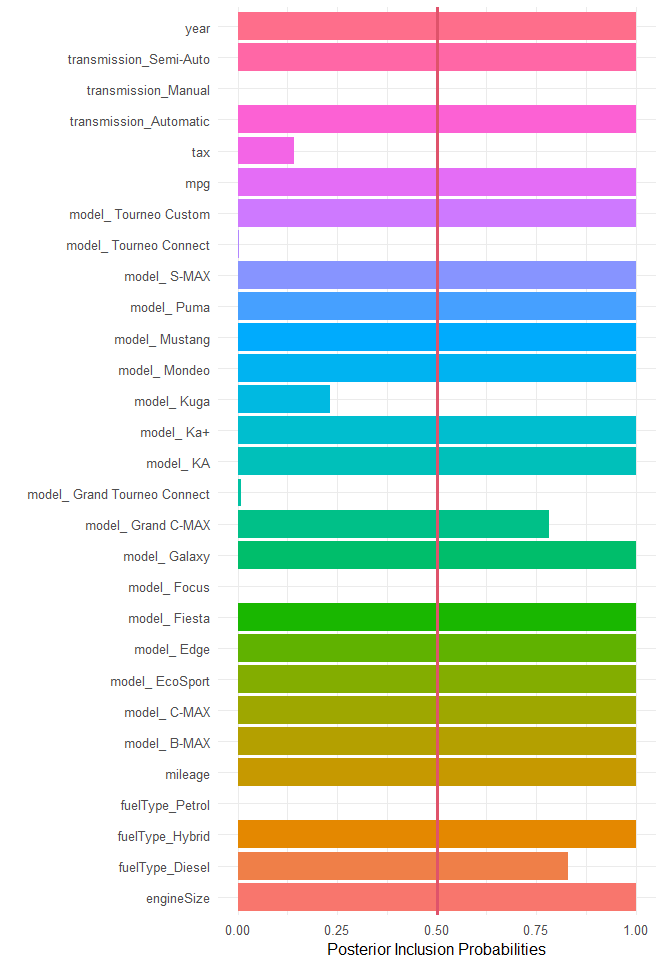 year
transmission_Semi-Auto
transmission_Manual
transmission_Automatic
tax
mpg
model_ Tourneo Custom
model_ Tourneo Connect
model_ S-MAX
model_ Puma
model_ Mustang
model_ Mondeo
model_ Kuga
model_ Ka+
model_ KA
model_ Grand Tourneo Connect
model_ Grand C-MAX
model_ Galaxy
model_ Focus
model_ Fiesta
model_ Edge
model_ EcoSport
model_ C-MAX
model_ B-MAX
mileage
fuelType_Petrol
fuelType_Hybrid
fuelType_Diesel
engineSize
0.00 0.25 0.50 0.75 1.00
Posterior Inclusion Probabilities